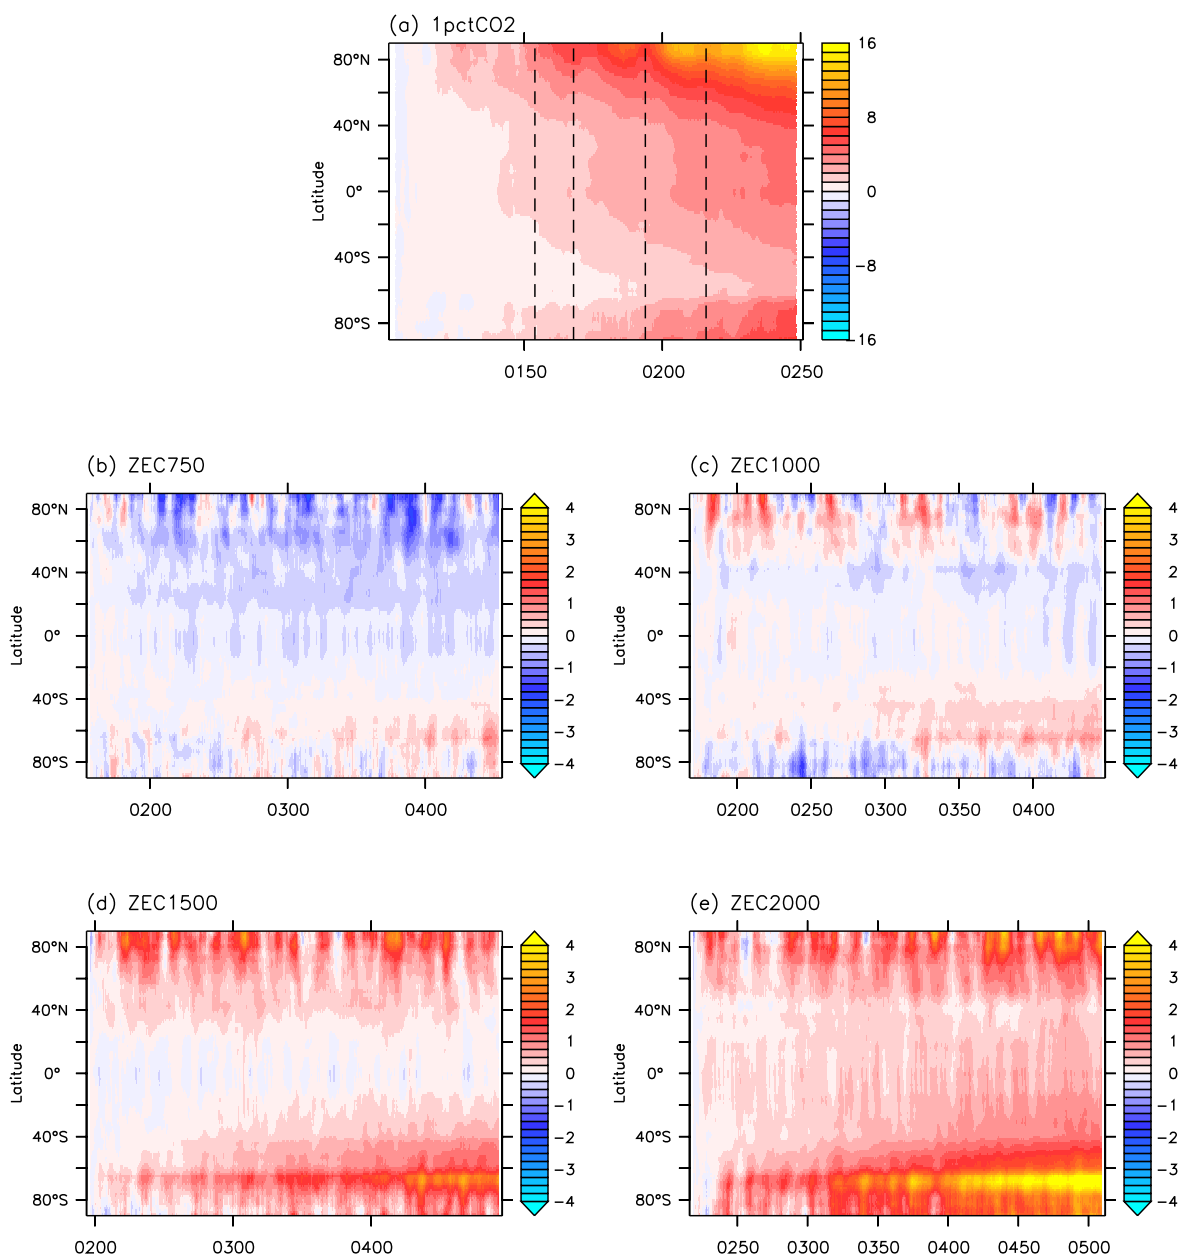 (a) 1pctCO2
80°N
40°N
0°
40°S
80°S
Latitude
0150 0200 0250
16
8
0
−8
−16
(b) ZEC750
80°N
40°N
0°
40°S
80°S
Latitude
0200 0300 0400
4
3
2
1
0
−1
−2
−3
−4
(c) ZEC1000
80°N
40°N
0°
40°S
80°S
Latitude
0200 0250 0300 0350 0400
4
3
2
1
0
−1
−2
−3
−4
(d) ZEC1500
80°N
40°N
0°
40°S
80°S
Latitude
0200 0300 0400
4
3
2
1
0
−1
−2
−3
−4
(e) ZEC2000
80°N
40°N
0°
40°S
80°S
Latitude
0250 0300 0350 0400 0450 0500
4
3
2
1
0
−1
−2
−3
−4